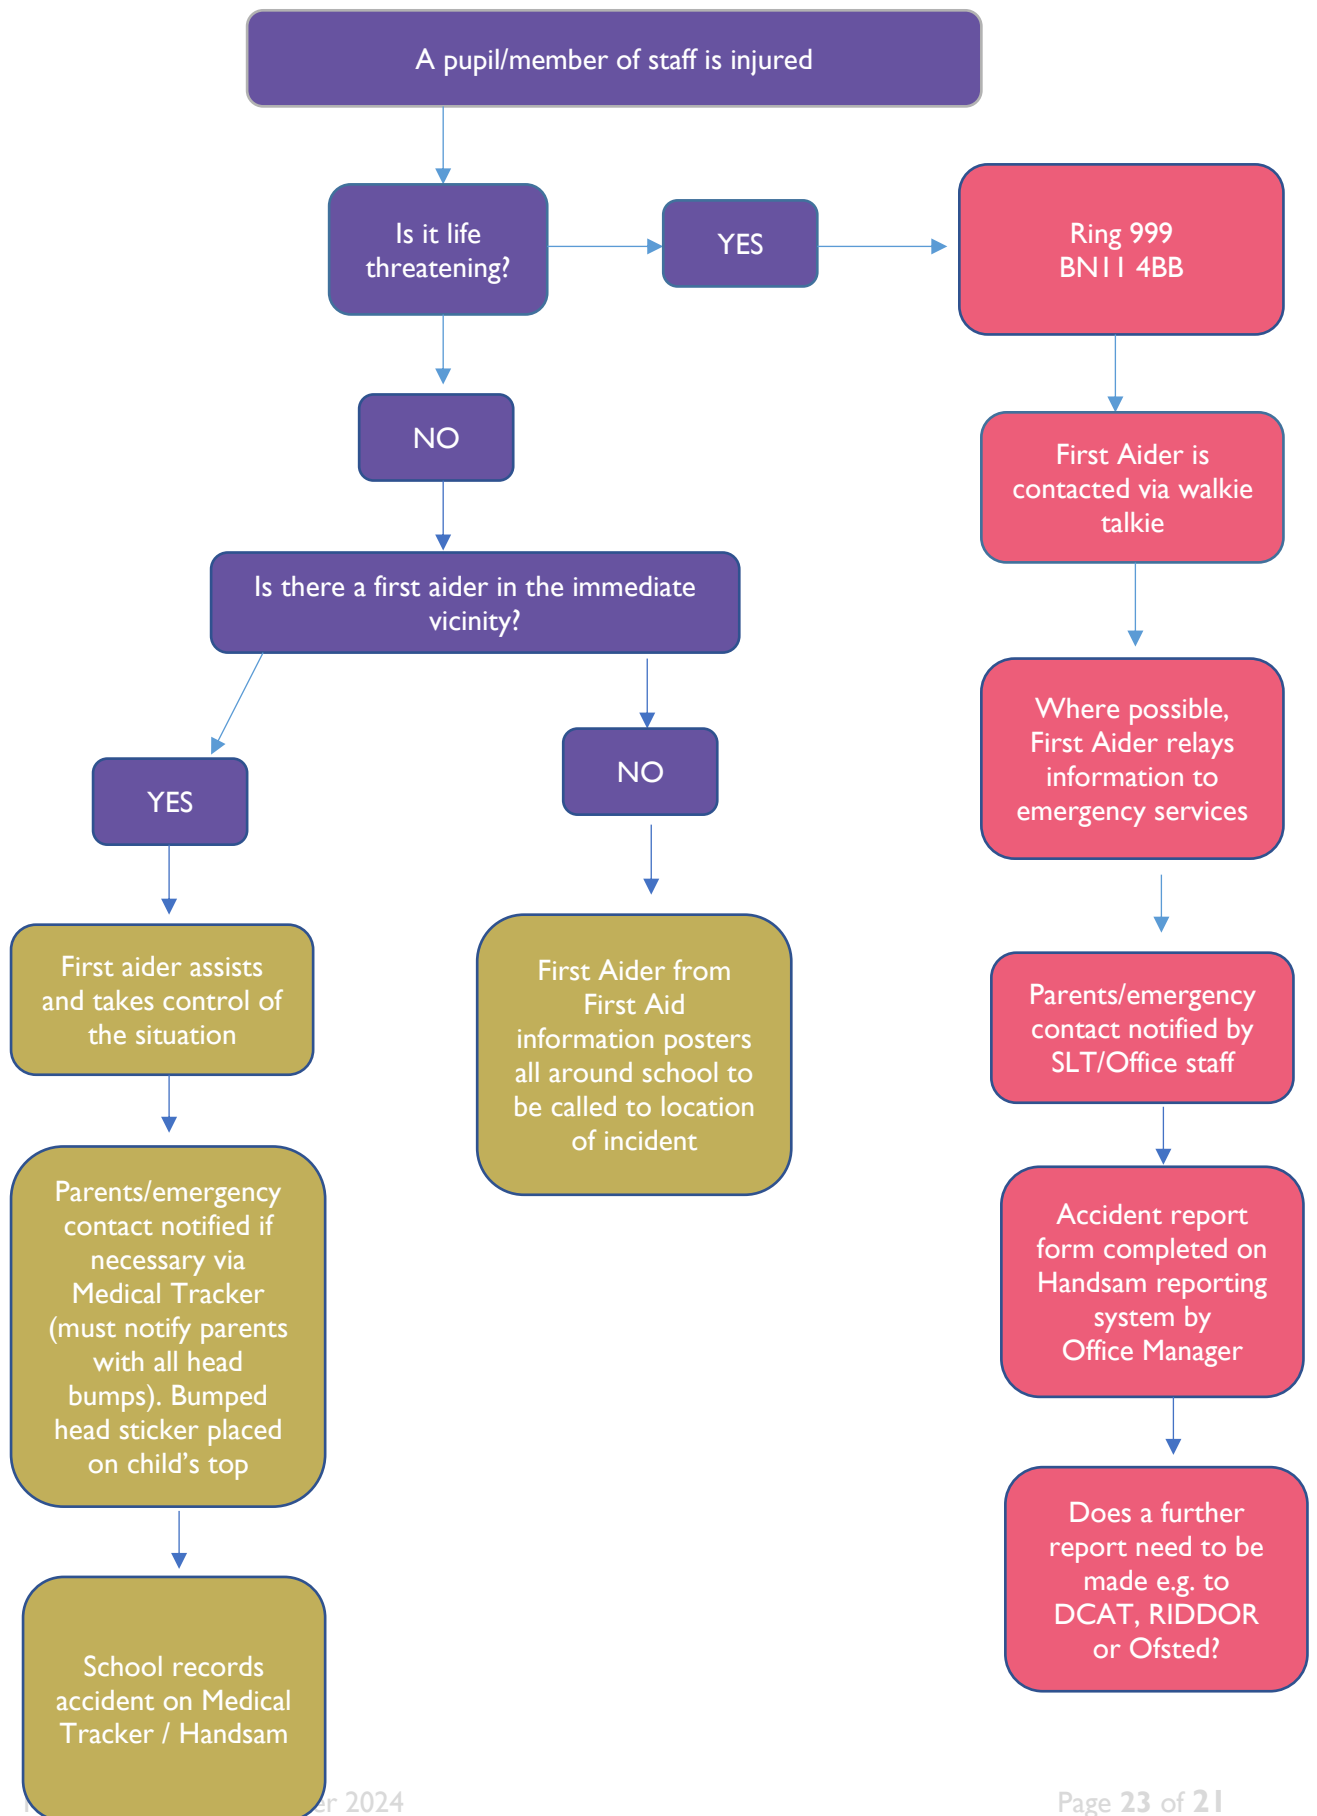 A pupil/member of staff is injured
Is it life
threatening?
YES
Ring 999
BN11 4BB
NO
First Aider is
contacted via walkie
talkie
Is there a first aider in the immediate
vicinity?
Where possible,
First Aider relays
information to
emergency services
YES
NO
First aider assists
and takes control of
the situation
First Aider from
First Aid
information posters
all around school to
be called to location
of incident
Parents/emergency
contact notified by
SLT/Office staff
Parents/emergency
contact notified if
necessary via
Medical Tracker
(must notify parents
with all head
bumps). Bumped
head sticker placed
on child’s top
Accident report
form completed on
Handsam reporting
system by
Office Manager
Does a further
report need to be
made e.g. to
DCAT, RIDDOR
or Ofsted?
School records
accident on Medical
Tracker / Handsam
2024
Page 23 of 21